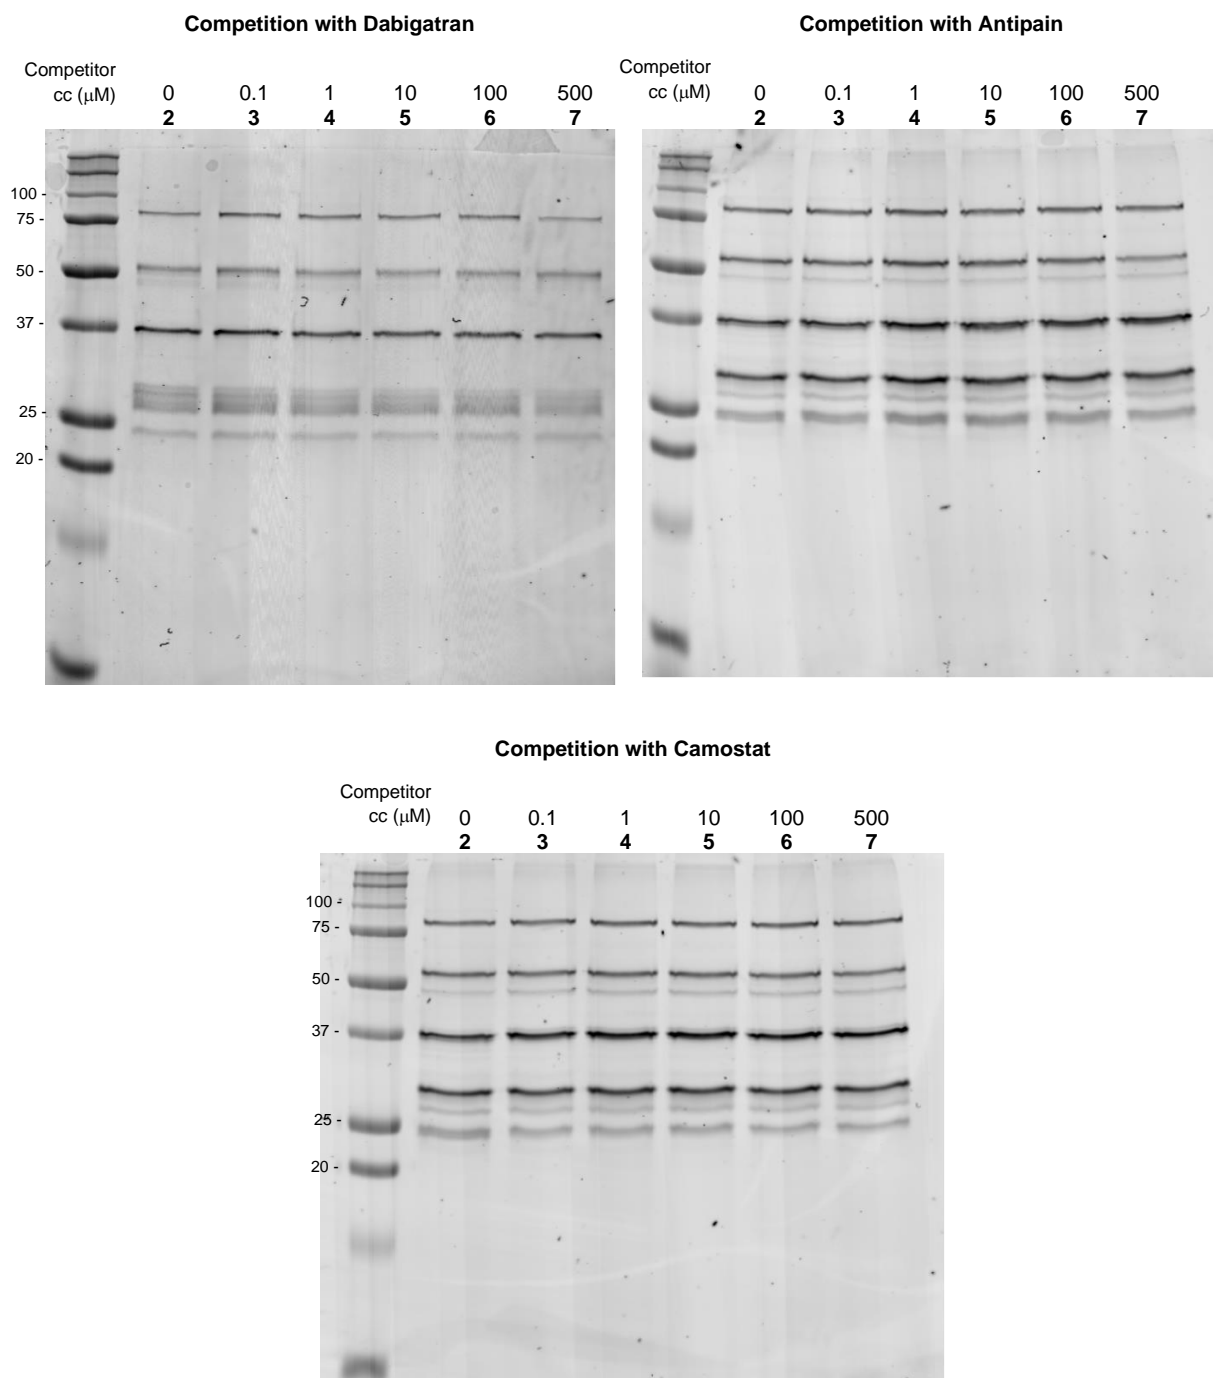 Competition with Dabigatran
Competitor
cc (μM) 0 0.1 1 10 100 500
2 3 4 5 6 7
100 -
75 -
50 -
37 -
25 -
20 -
Competition with Antipain
Competitor
cc (μM) 0 0.1 1 10 100 500
2 3 4 5 6 7
Competition with Camostat
Competitor
cc (μM) 0 0.1 1 10 100 500
2 3 4 5 6 7
100 -
75 -
50 -
37 -
25 -
20 -